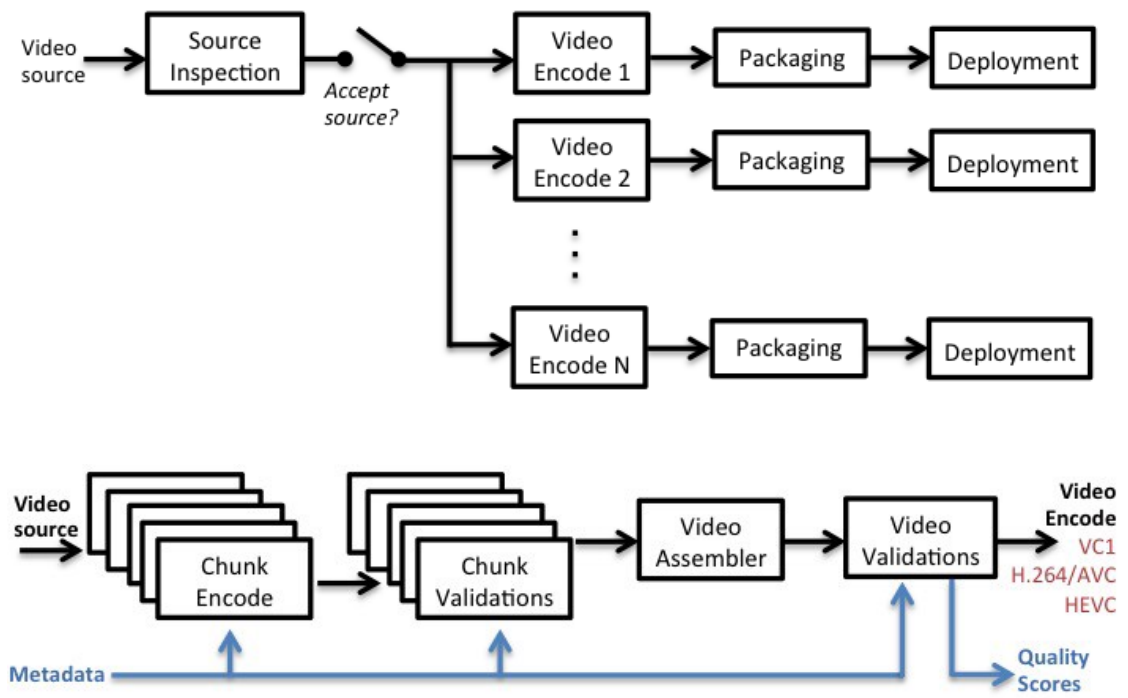 Video
source
Source
Inspection
Accept
source?
Video
Encode 1
Packaging
Deployment
Video
Encode 2
Packaging
Deployment
Video
Encode N
Packaging
Deployment
Video
source
Chunk
Encode
Chunk
Validations
Video
Assembler
Video
Validations
Video
Encode
VC1
H.264/AVC
HEVC
Metadata
Quality
Scores